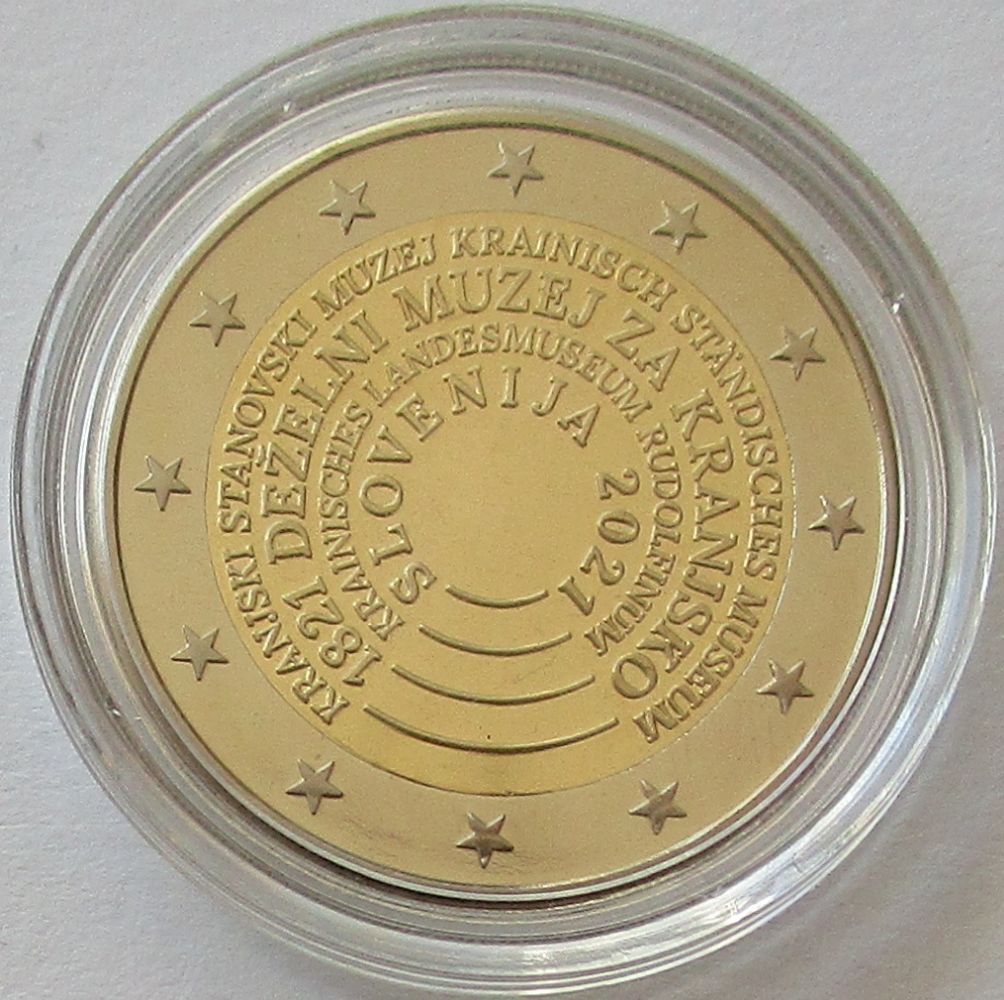 KRANJSKI STANOVSKI MUZEJ KRAINISCH STÄNDISCHES MUSEUM
1821 DEŽELNI MUZEJ ZA KRANJSKO
KRAINISCHES LANDESMUSEUM RUDOLFINUM
SLOVENIJA 2021